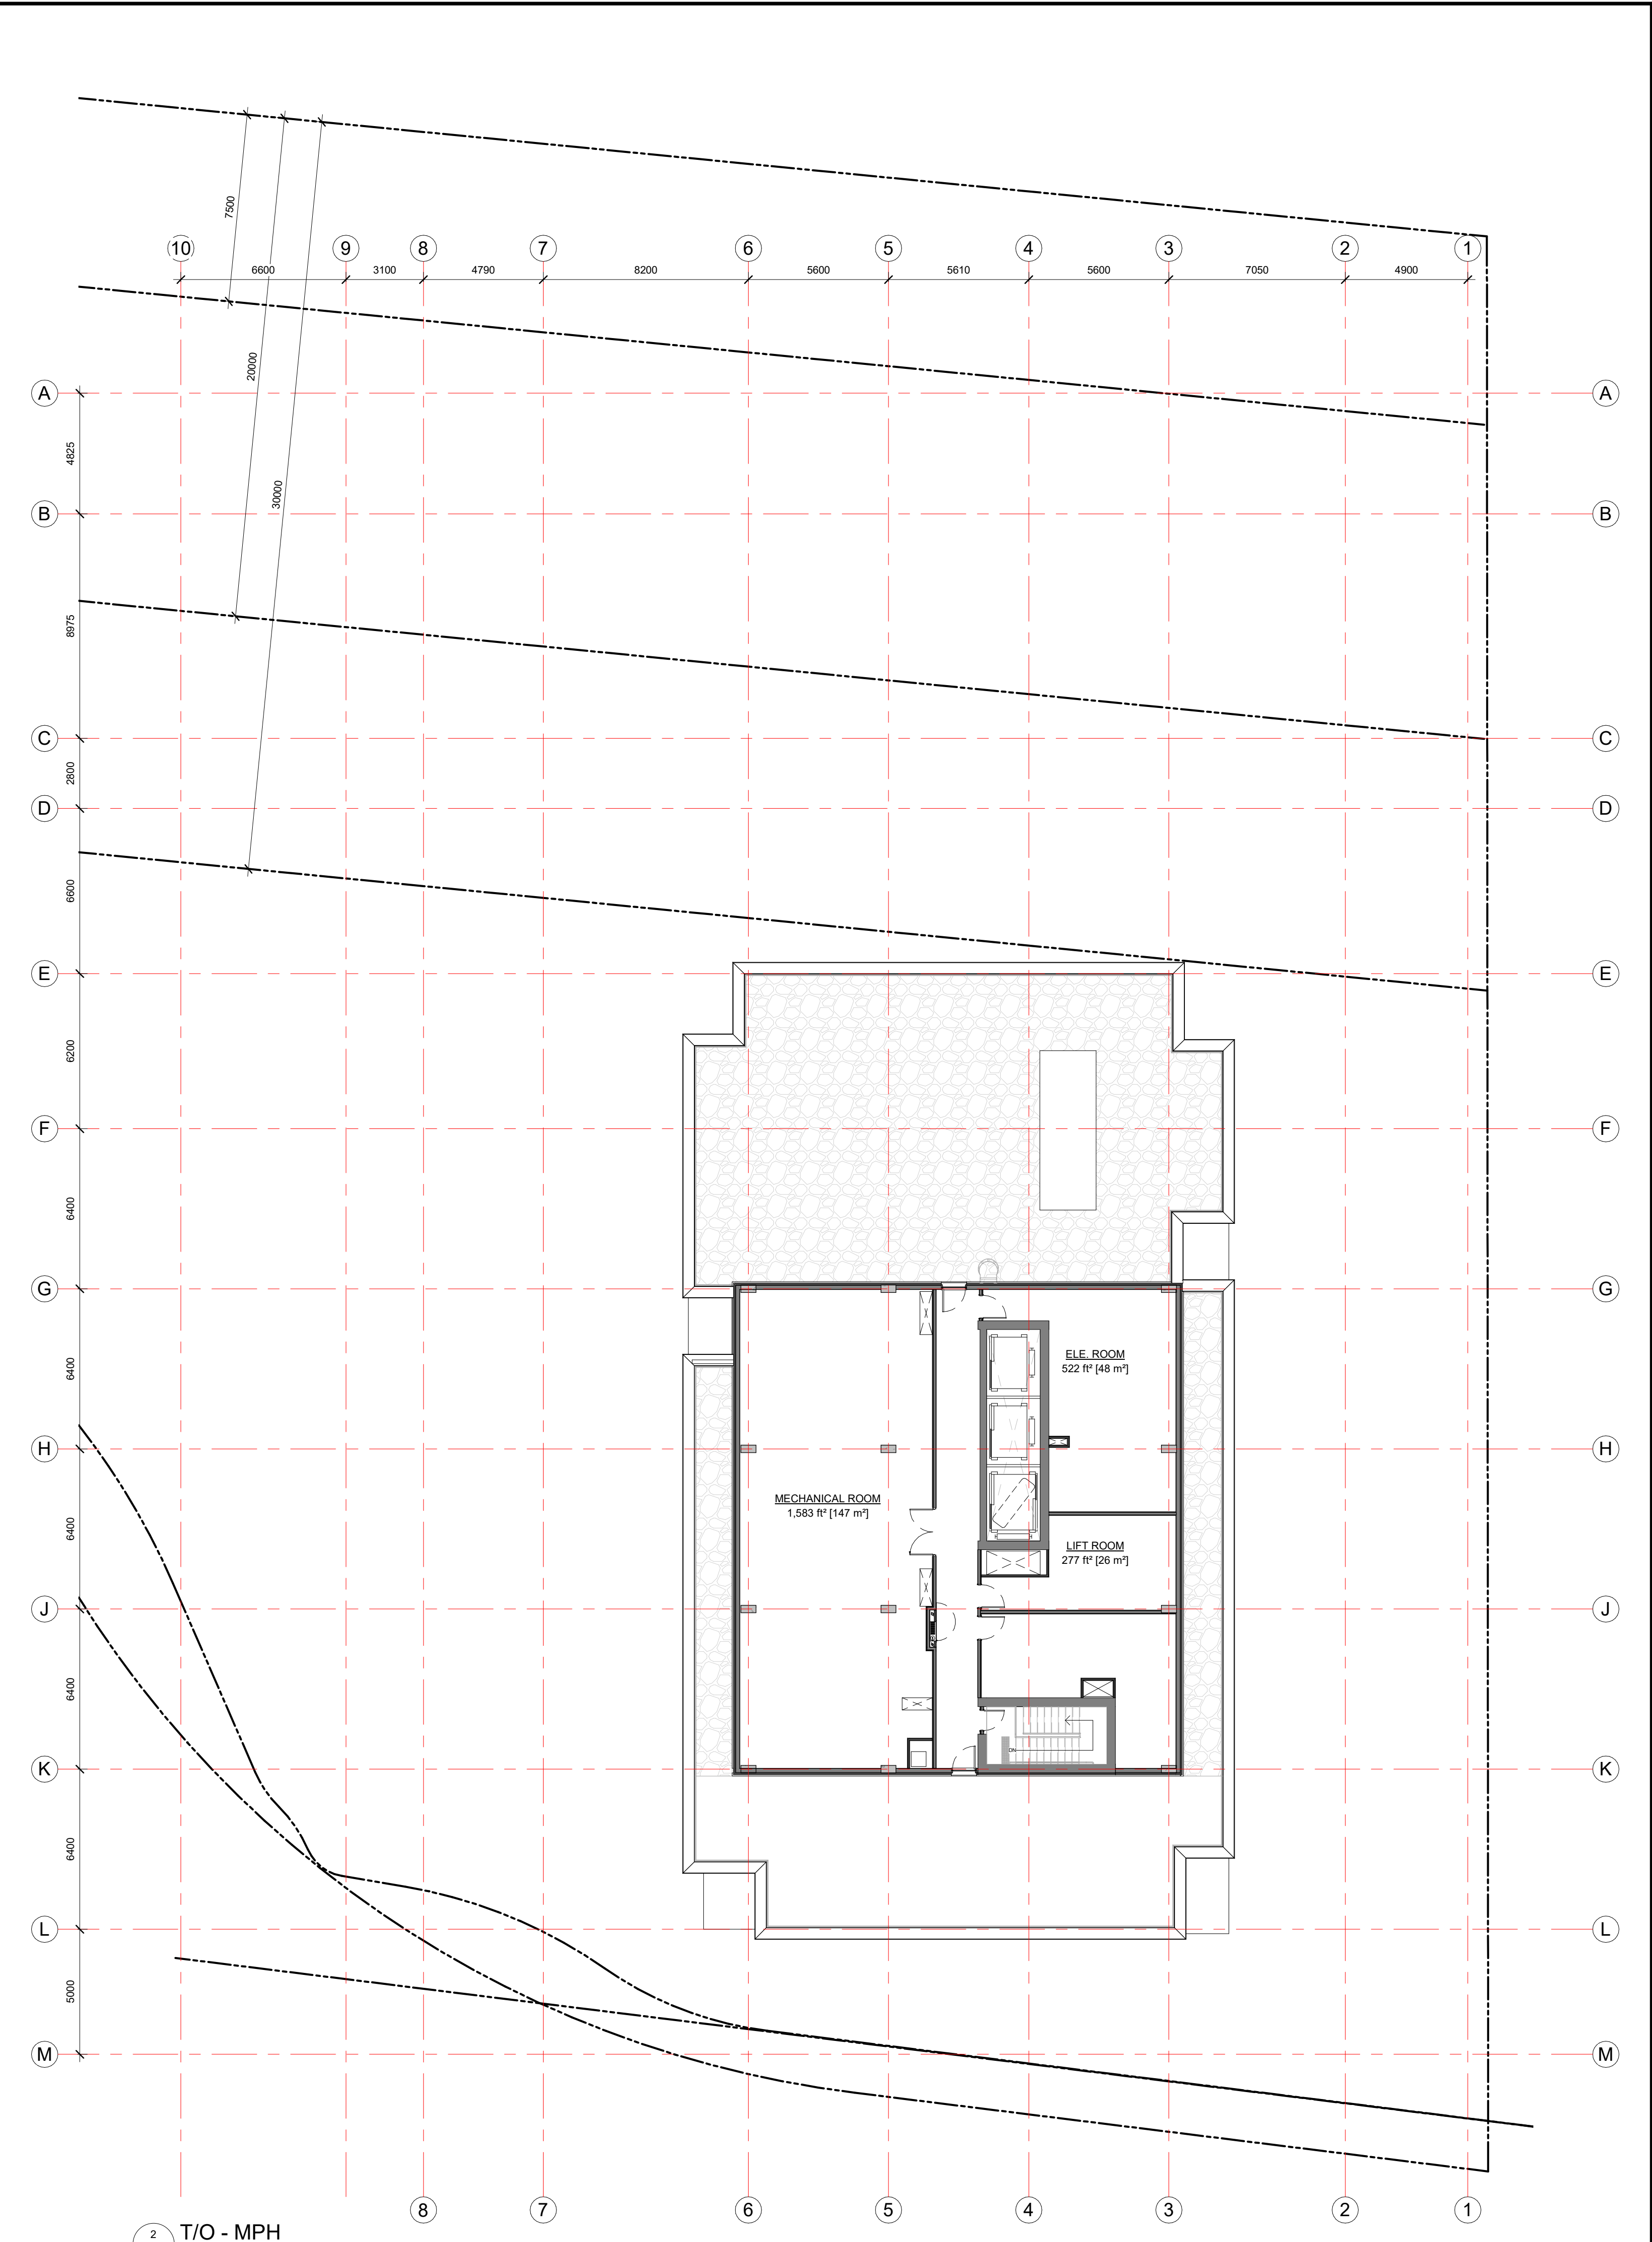 7500
10
9
8
7
6
5
4
3
2
1
6600
3100
4790
8200
5600
5610
5600
7050
4900
20000
A
A
4825
30000
B
B
8975
C
C
2800
D
D
6600
E
E
6200
F
F
6400
G
G
6400
ELE. ROOM
522 ft² [48 m²]
H
H
MECHANICAL ROOM
1,583 ft² [147 m²]
6400
LIFT ROOM
277 ft² [26 m²]
J
J
6400
DN
K
K
6400
L
L
5000
M
M
8
7
6
5
4
3
2
1
2
T/O - MPH